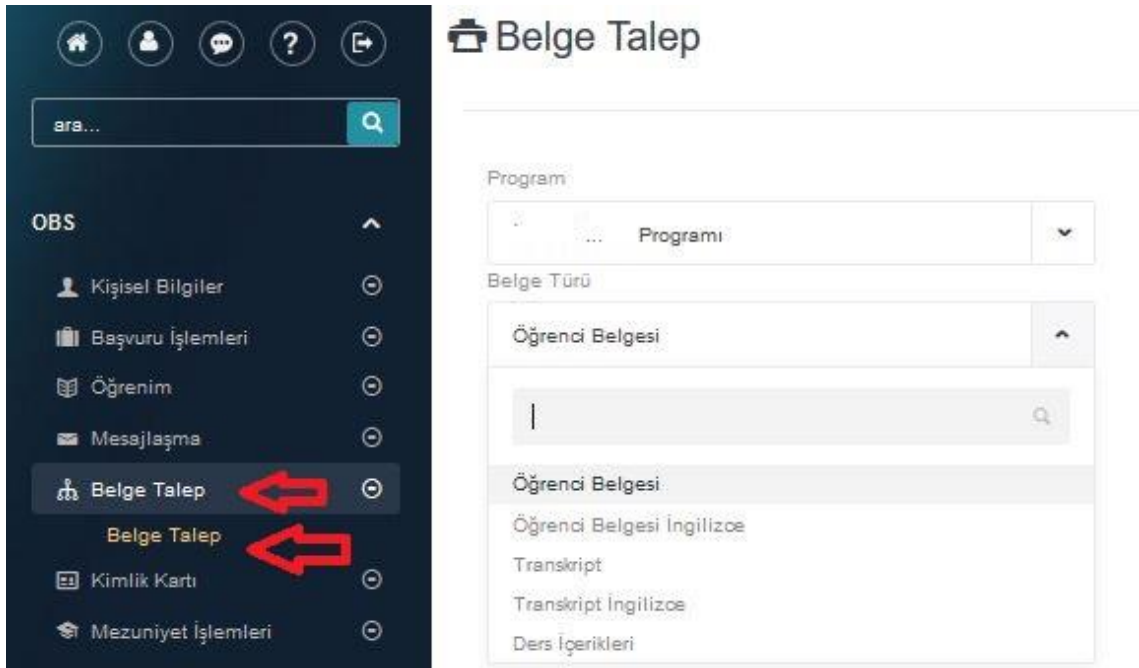 ara...
OBS
Kişisel Bilgiler
Başvuru İşlemleri
Öğrenim
Mesajlaşma
Belge Talep
Belge Talep
Kimlik Kartı
Mezuniyet İşlemleri
Belge Talep
Program
... Programı
Belge Türü
Öğrenci Belgesi
Öğrenci Belgesi
Öğrenci Belgesi İngilizce
Transkript
Transkript İngilizce
Ders İçerikleri